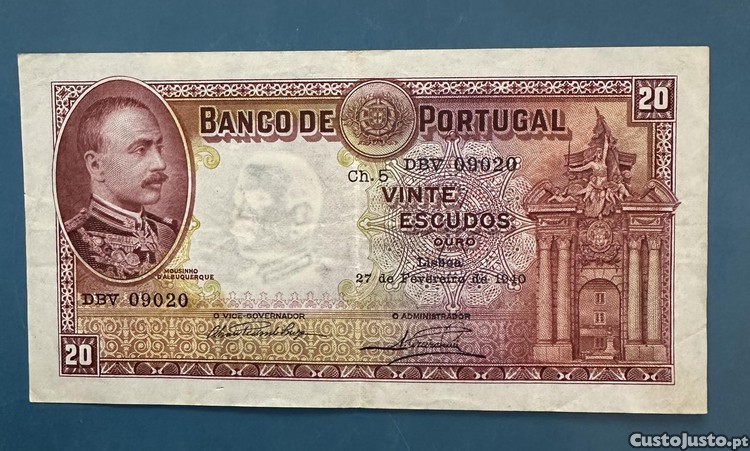 20
BANCO DE PORTUGAL
Ch. 5 DBV 09020
VINTE
ESCUDOS
OURO
Lisboa
27 de Fevereiro de 1940
MOUSINHO
D'ALBUQUERQUE
DBV 09020
O VICE-GOVERNADOR
O ADMINISTRADOR
20
CustoJusto.pt